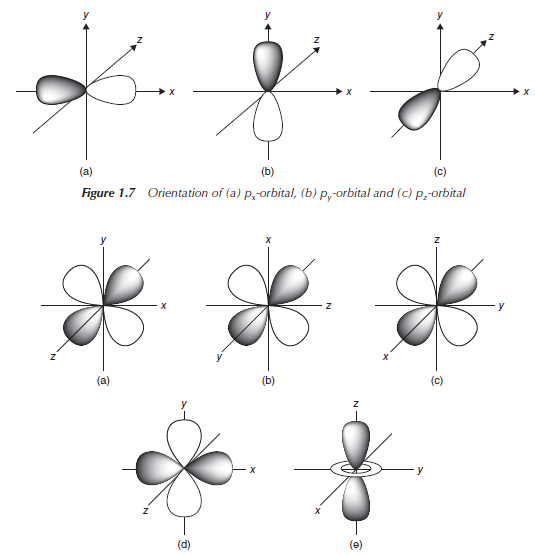 y y y
z z z
x x x
(a) (b) (c)
Figure 1.7 Orientation of (a) px-orbital, (b) py-orbital and (c) pz-orbital
y x z
x z y
z y x
(a) (b) (c)
y z
x y
z x
(d) (e)